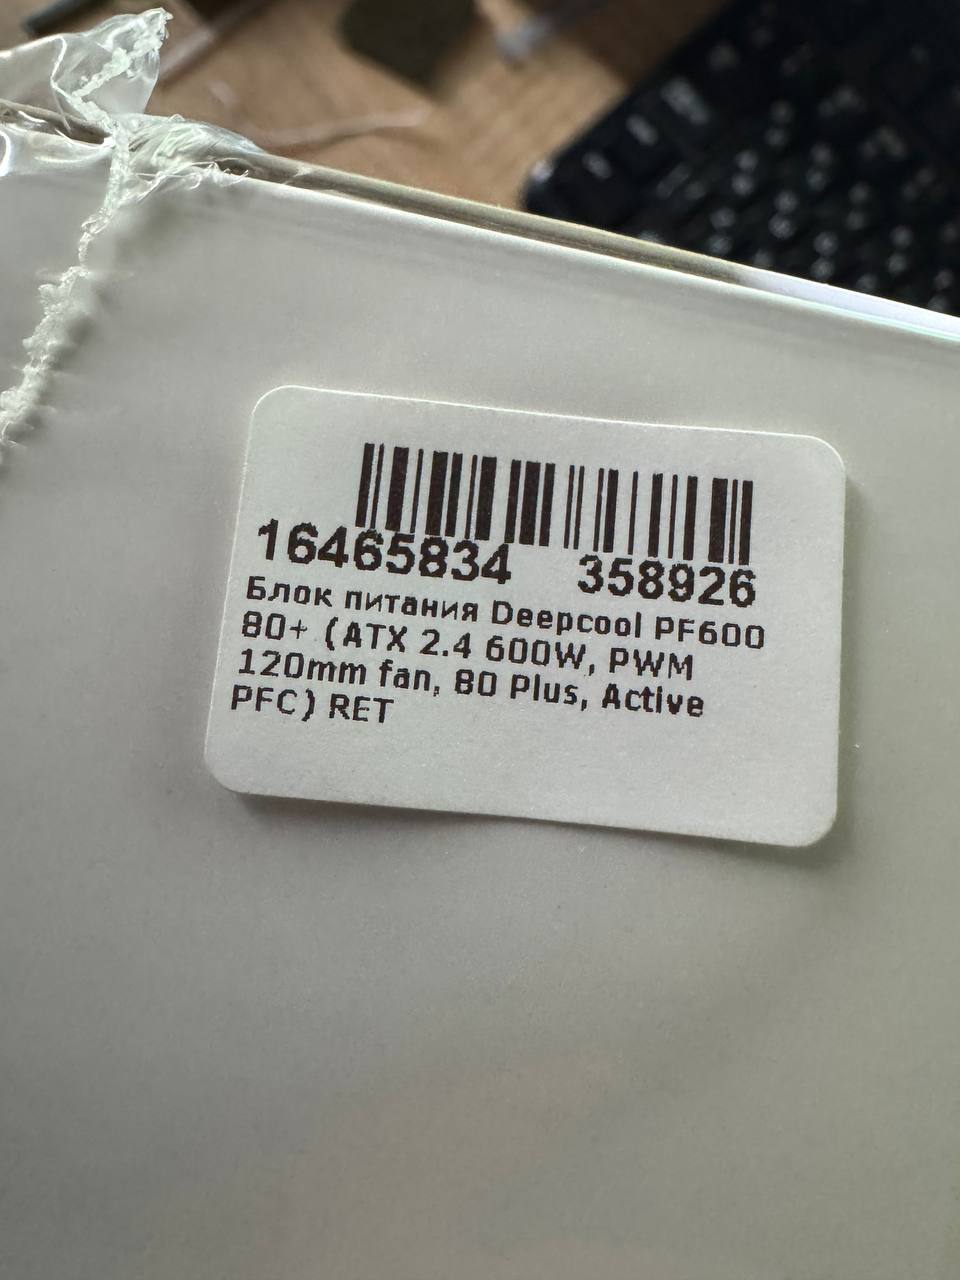 16465834 358926
Блок питания Deepcool PF600
80+ (ATX 2.4 600W, PWM
120mm fan, 80 Plus, Active
PFC) RET